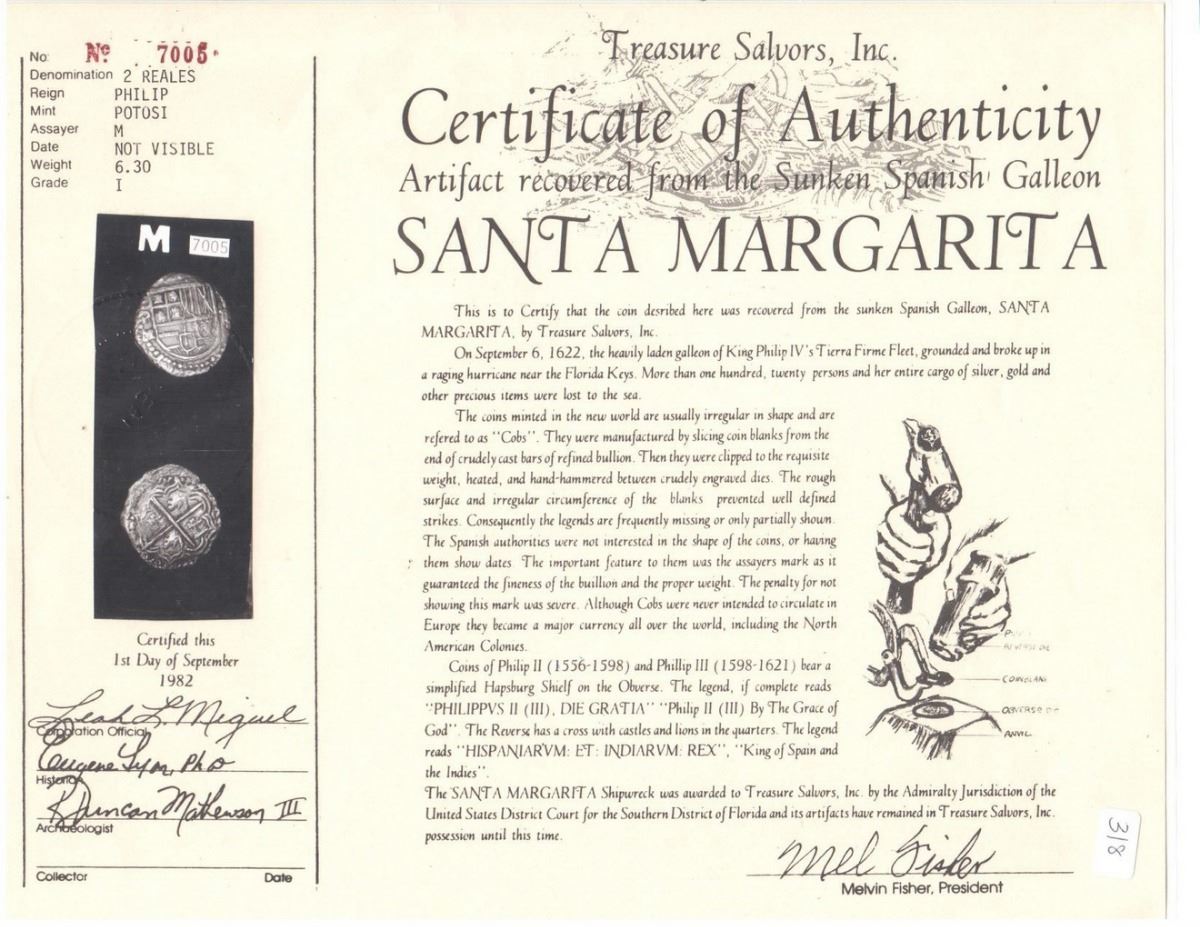 No: Nº 7005
Denomination 2 REALES
Reign PHILIP
Mint POTOSI
Assayer M
Date NOT VISIBLE
Weight 6.30
Grade I
M 7005
Certified this
1st Day of September
1982
Leah L. Miguel
Corporation Official
Eugene Lyon, PhD
Historian
R Duncan Mathewson III
Archaeologist
Collector Date
Treasure Salvors, Inc.
Certificate of Authenticity
Artifact recovered from the Sunken Spanish Galleon
SANTA MARGARITA
This is to Certify that the coin desribed here was recovered from the sunken Spanish Galleon, SANTA
MARGARITA, by Treasure Salvors, Inc.
On September 6, 1622, the heavily laden galleon of King Philip IV's Tierra Firme Fleet, grounded and broke up in
a raging hurricane near the Florida Keys. More than one hundred, twenty persons and her entire cargo of silver, gold and
other precious items were lost to the sea.
The coins minted in the new world are usually irregular in shape and are
refered to as "Cobs". They were manufactured by slicing coin blanks from the
end of crudely cast bars of refined bullion. Then they were clipped to the requisite
weight, heated, and hand-hammered between crudely engraved dies. The rough
surface and irregular circumference of the blanks prevented well defined
strikes. Consequently the legends are frequently missing or only partially shown.
The Spanish authorities were not interested in the shape of the coins, or having
them show dates. The important feature to them was the assayers mark as it
guaranteed the fineness of the buillion and the proper weight. The penalty for not
showing this mark was severe. Although Cobs were never intended to circulate in
Europe they became a major currency all over the world, including the North
American Colonies.
Coins of Philip II (1556-1598) and Phillip III (1598-1621) bear a
simplified Hapsburg Shielf on the Obverse. The legend, if complete reads
"PHILIPPVS II (III), DIE GRATIA" "Philip II (III) By The Grace of
God". The Reverse has a cross with castles and lions in the quarters. The legend
reads "HISPANIARVM: ET: INDIARVM: REX", "King of Spain and
the Indies".
The SANTA MARGARITA Shipwreck was awarded to Treasure Salvors, Inc. by the Admiralty Jurisdiction of the
United States District Court for the Southern District of Florida and its artifacts have remained in Treasure Salvors, Inc.
possession until this time.
REVERSE DIE
COIN BLANK
OBVERSE DIE
ANVIL
Mel Fisher
Melvin Fisher, President
318